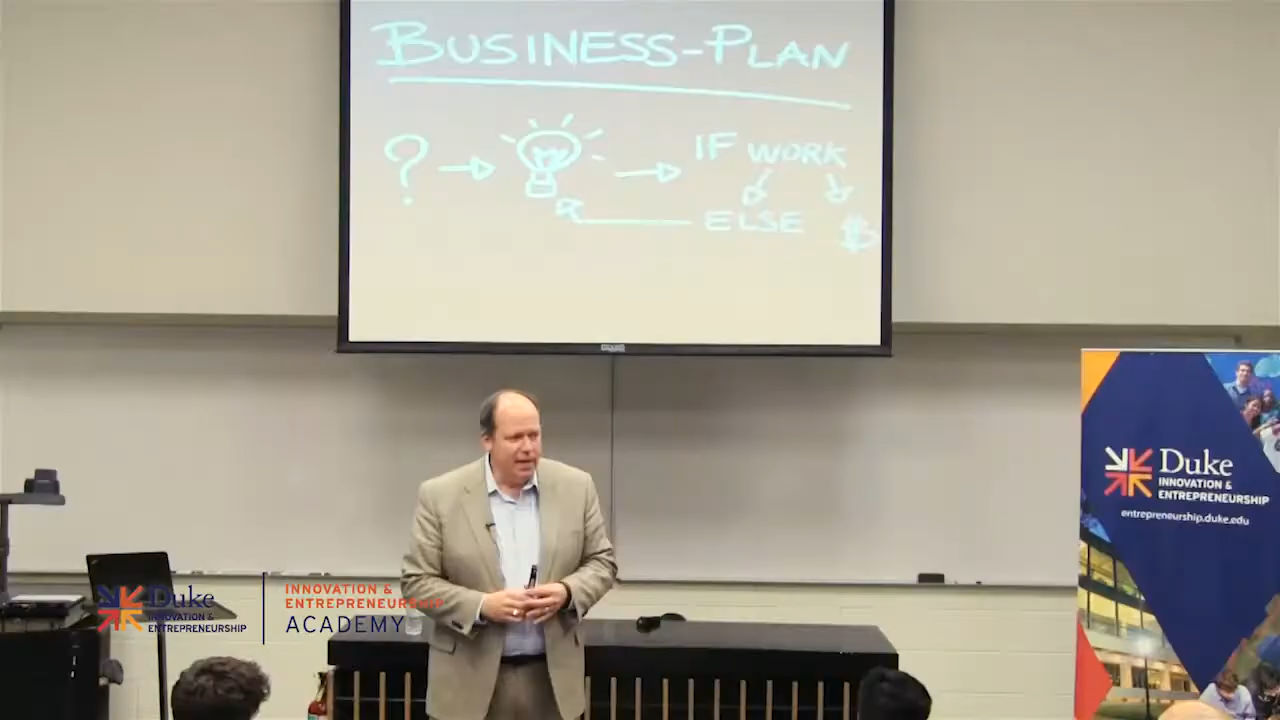 BUSINESS-PLAN
? → → IF WORK
ELSE $
Duke
INNOVATION &
ENTREPRENEURSHIP
entrepreneurship.duke.edu
Duke
INNOVATION &
ENTREPRENEURSHIP
INNOVATION &
ENTREPRENEURSHIP
ACADEMY